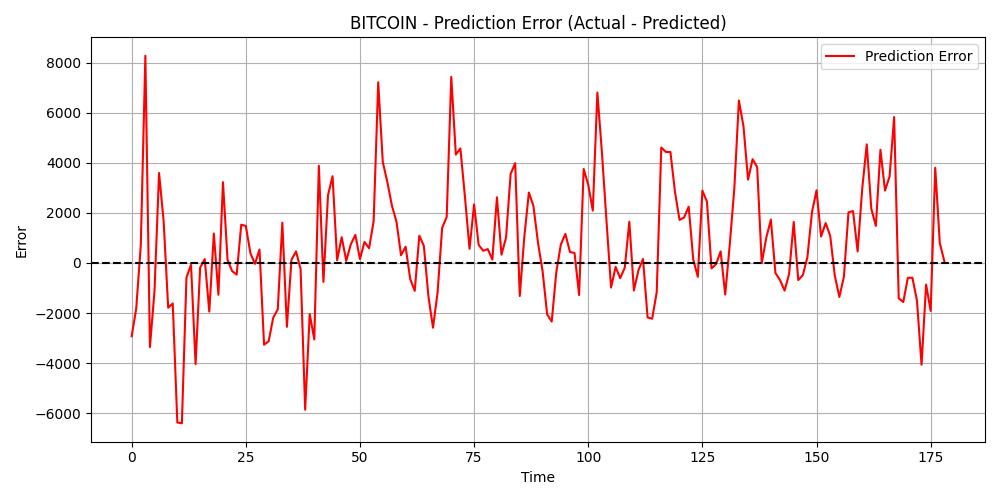 BITCOIN - Prediction Error (Actual - Predicted)
Prediction Error
8000
6000
4000
2000
0
−2000
−4000
−6000
Error
0 25 50 75 100 125 150 175
Time